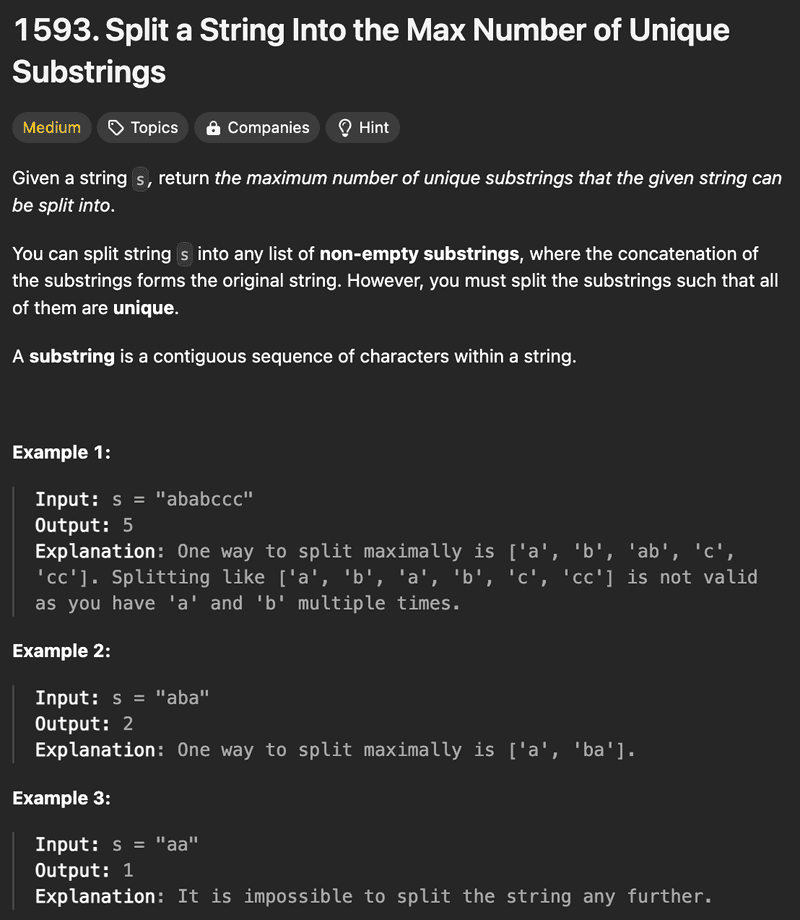 1593. Split a String Into the Max Number of Unique
Substrings
Medium Topics Companies Hint
Given a string s, return the maximum number of unique substrings that the given string can
be split into.
You can split string s into any list of non-empty substrings, where the concatenation of
the substrings forms the original string. However, you must split the substrings such that all
of them are unique.
A substring is a contiguous sequence of characters within a string.
Example 1:
Input: s = "ababccc"
Output: 5
Explanation: One way to split maximally is ['a', 'b', 'ab', 'c',
'cc']. Splitting like ['a', 'b', 'a', 'b', 'c', 'cc'] is not valid
as you have 'a' and 'b' multiple times.
Example 2:
Input: s = "aba"
Output: 2
Explanation: One way to split maximally is ['a', 'ba'].
Example 3:
Input: s = "aa"
Output: 1
Explanation: It is impossible to split the string any further.